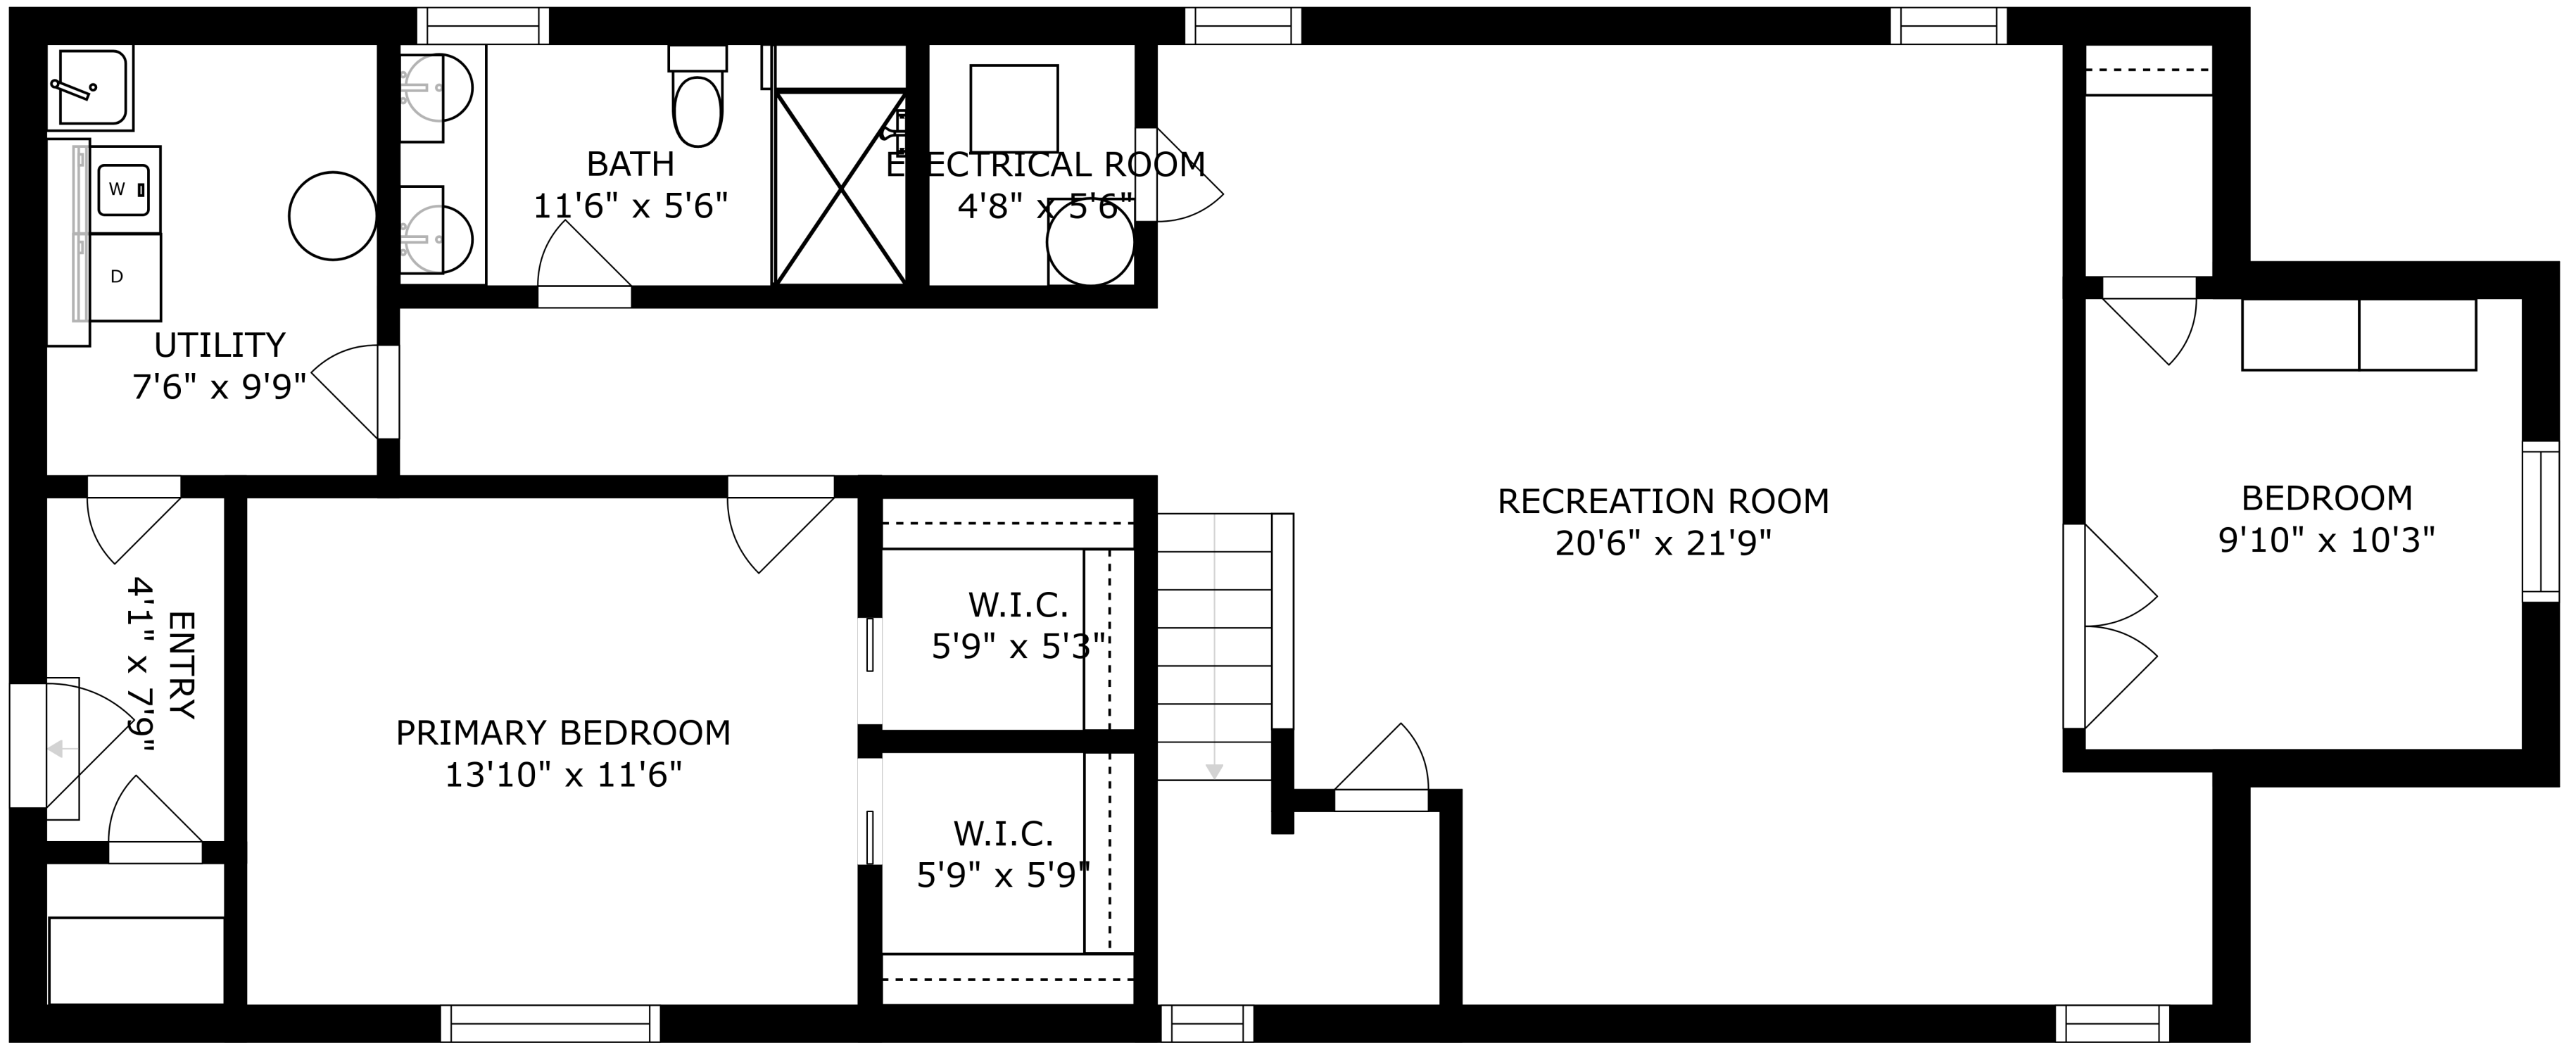 BATH
11'6" x 5'6"
ELECTRICAL ROOM
4'8" x 5'6"
W
D
UTILITY
7'6" x 9'9"
RECREATION ROOM
20'6" x 21'9"
BEDROOM
9'10" x 10'3"
ENTRY
4'1" x 7'9"
W.I.C.
5'9" x 5'3"
PRIMARY BEDROOM
13'10" x 11'6"
W.I.C.
5'9" x 5'9"